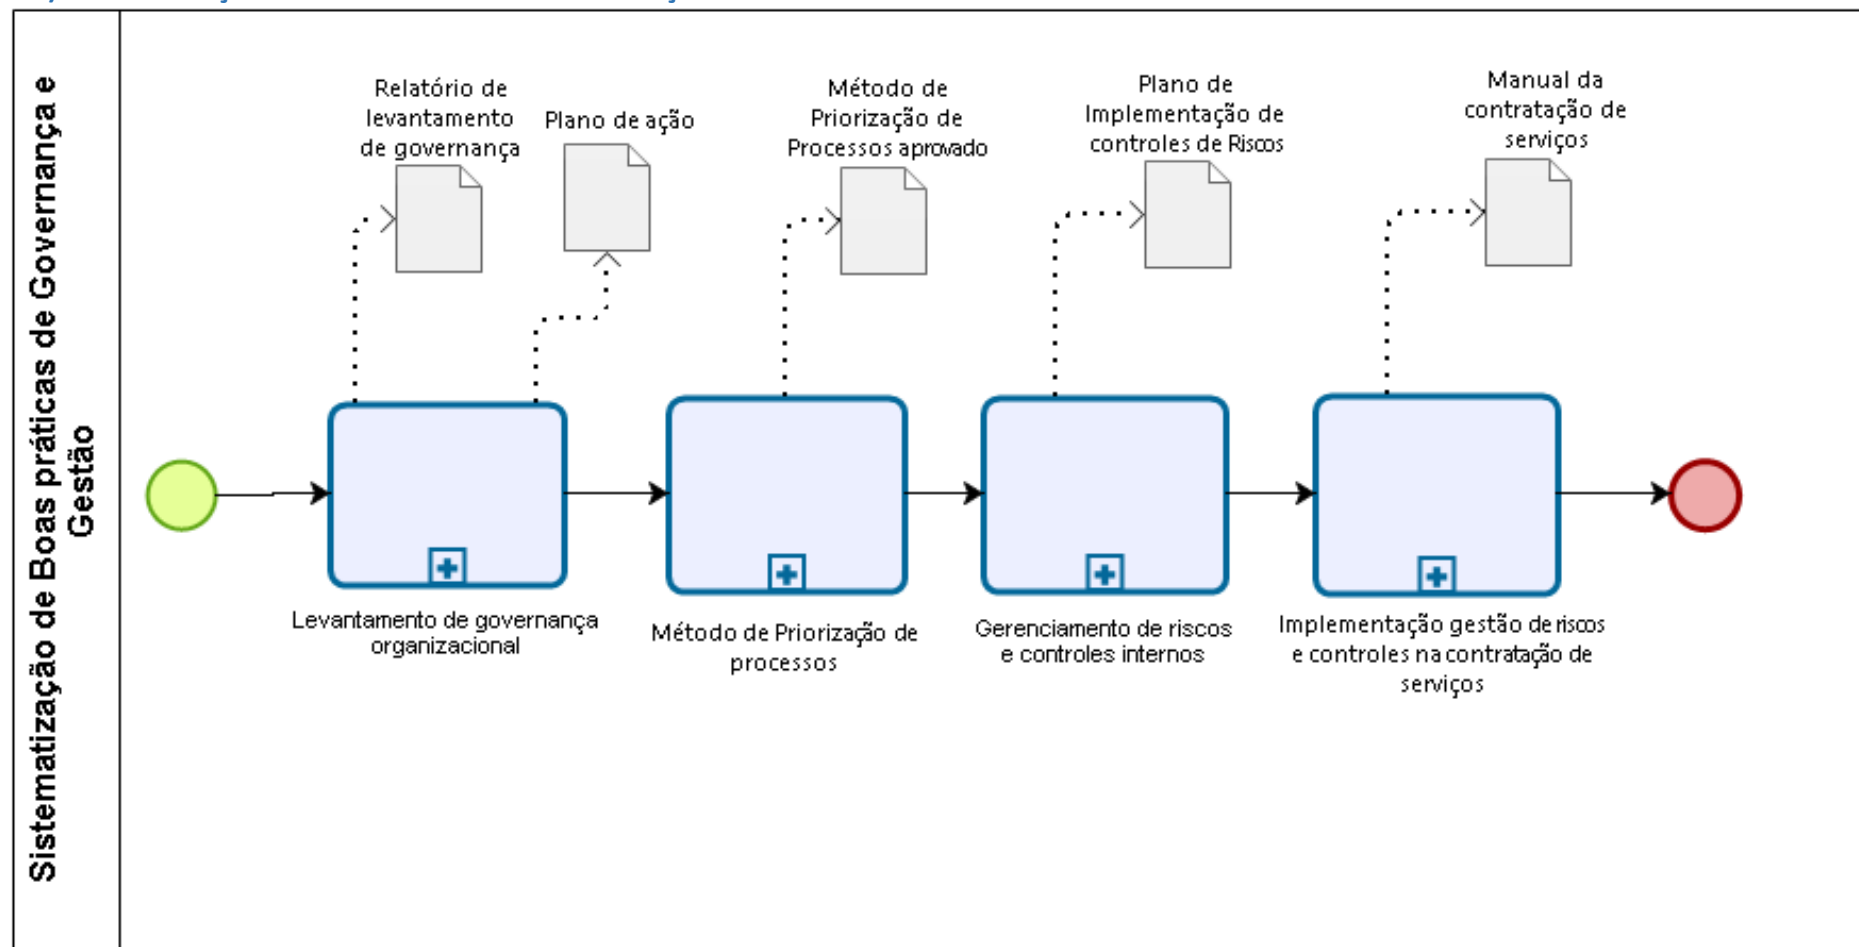 Sistematização de Boas práticas de Governança e
Gestão
Relatório de
levantamento
de governança
Plano de ação
Método de
Priorização de
Processos aprovado
Plano de
Implementação de
controles de Riscos
Manual da
contratação de
serviços
Levantamento de governança
organizacional
Método de Priorização de
processos
Gerenciamento de riscos
e controles internos
Implementação gestão de riscos
e controles na contratação de
serviços